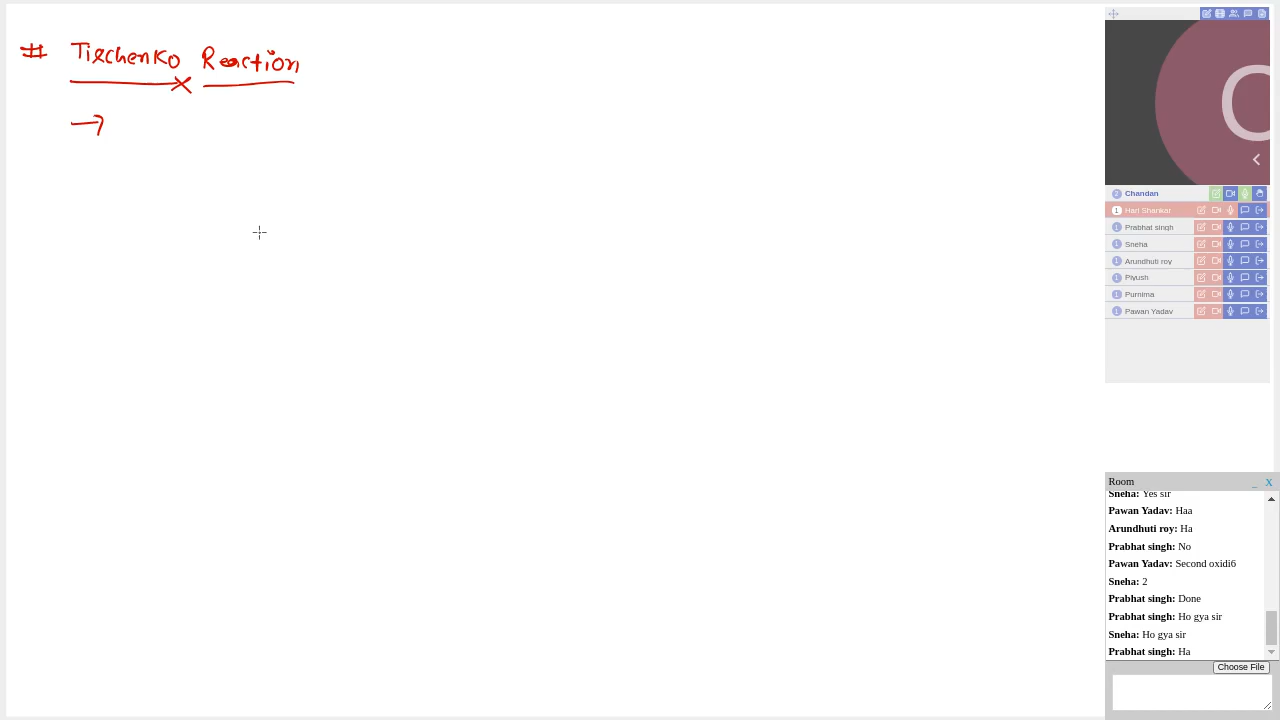 # Tischenko Reaction
Chandan
Hari Shankar
Prabhat singh
Sneha
Arundhuti roy
Piyush
Purnima
Pawan Yadav
Room _ X
Sneha: Yes sir
Pawan Yadav: Haa
Arundhuti roy: Ha
Prabhat singh: No
Pawan Yadav: Second oxidi6
Sneha: 2
Prabhat singh: Done
Prabhat singh: Ho gya sir
Sneha: Ho gya sir
Prabhat singh: Ha
Choose File